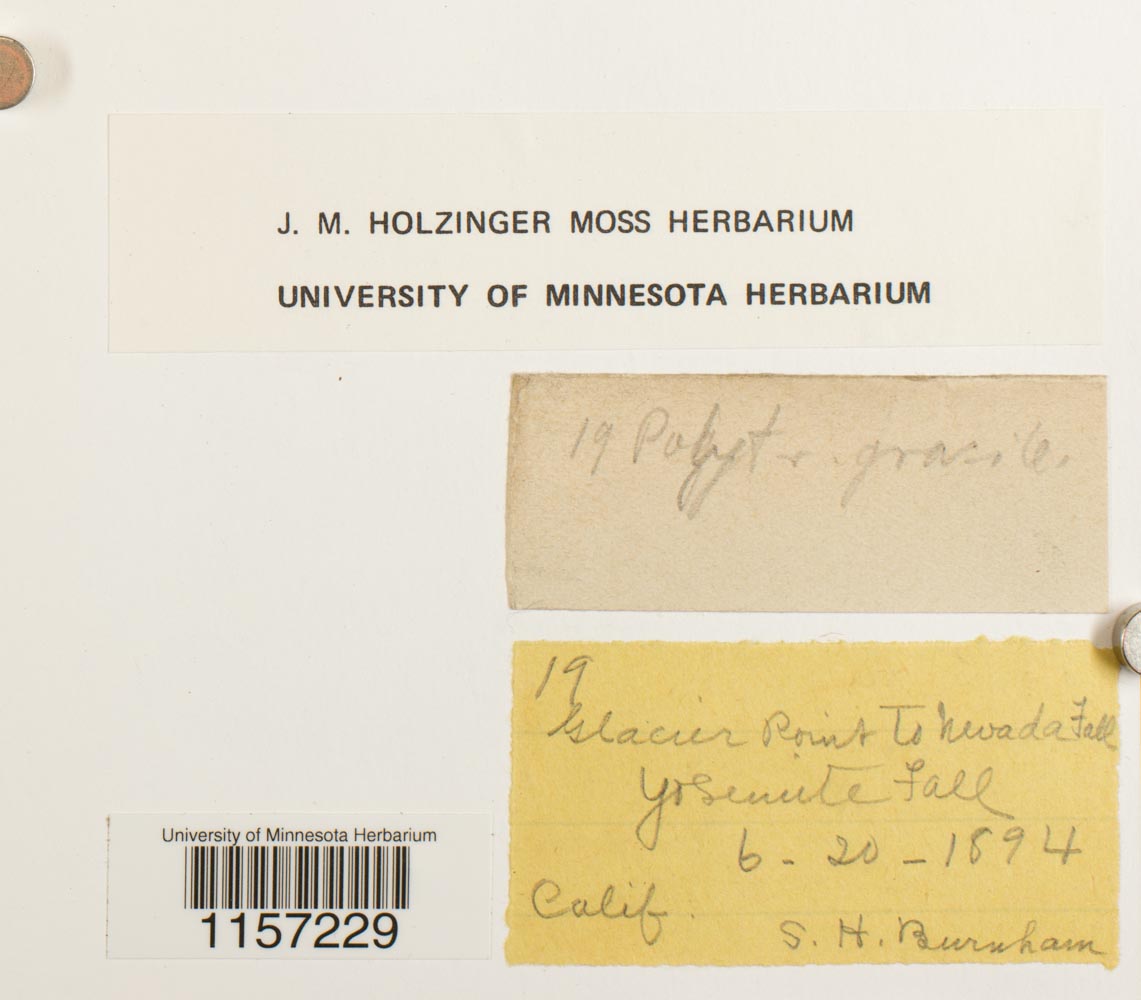 J. M. HOLZINGER MOSS HERBARIUM
UNIVERSITY OF MINNESOTA HERBARIUM
19 Polytr. gracile.
19
Glacier Point To Nevada Fall
Yosemite Fall
6 - 20 - 1894
Calif.
S. H. Burnham
University of Minnesota Herbarium
1157229